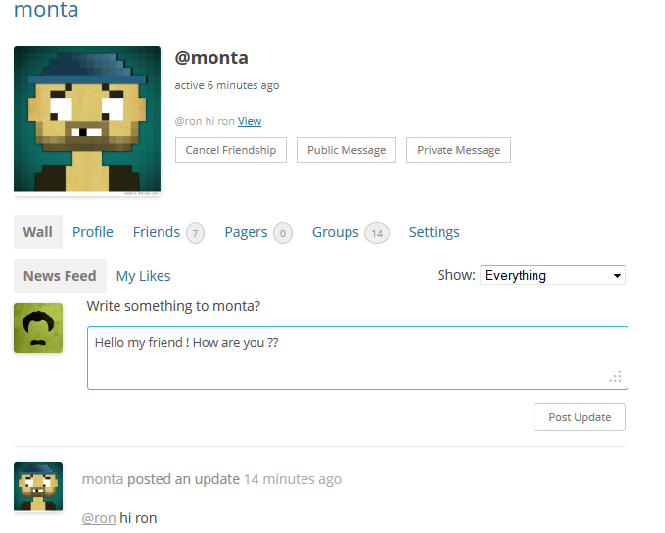 monta
@monta
active 6 minutes ago
@ron hi ron View
Cancel Friendship Public Message Private Message
Wall Profile Friends 7 Pagers 0 Groups 14 Settings
News Feed My Likes Show: Everything
Write something to monta?
Hello my friend ! How are you ??
Post Update
monta posted an update 14 minutes ago
@ron hi ron